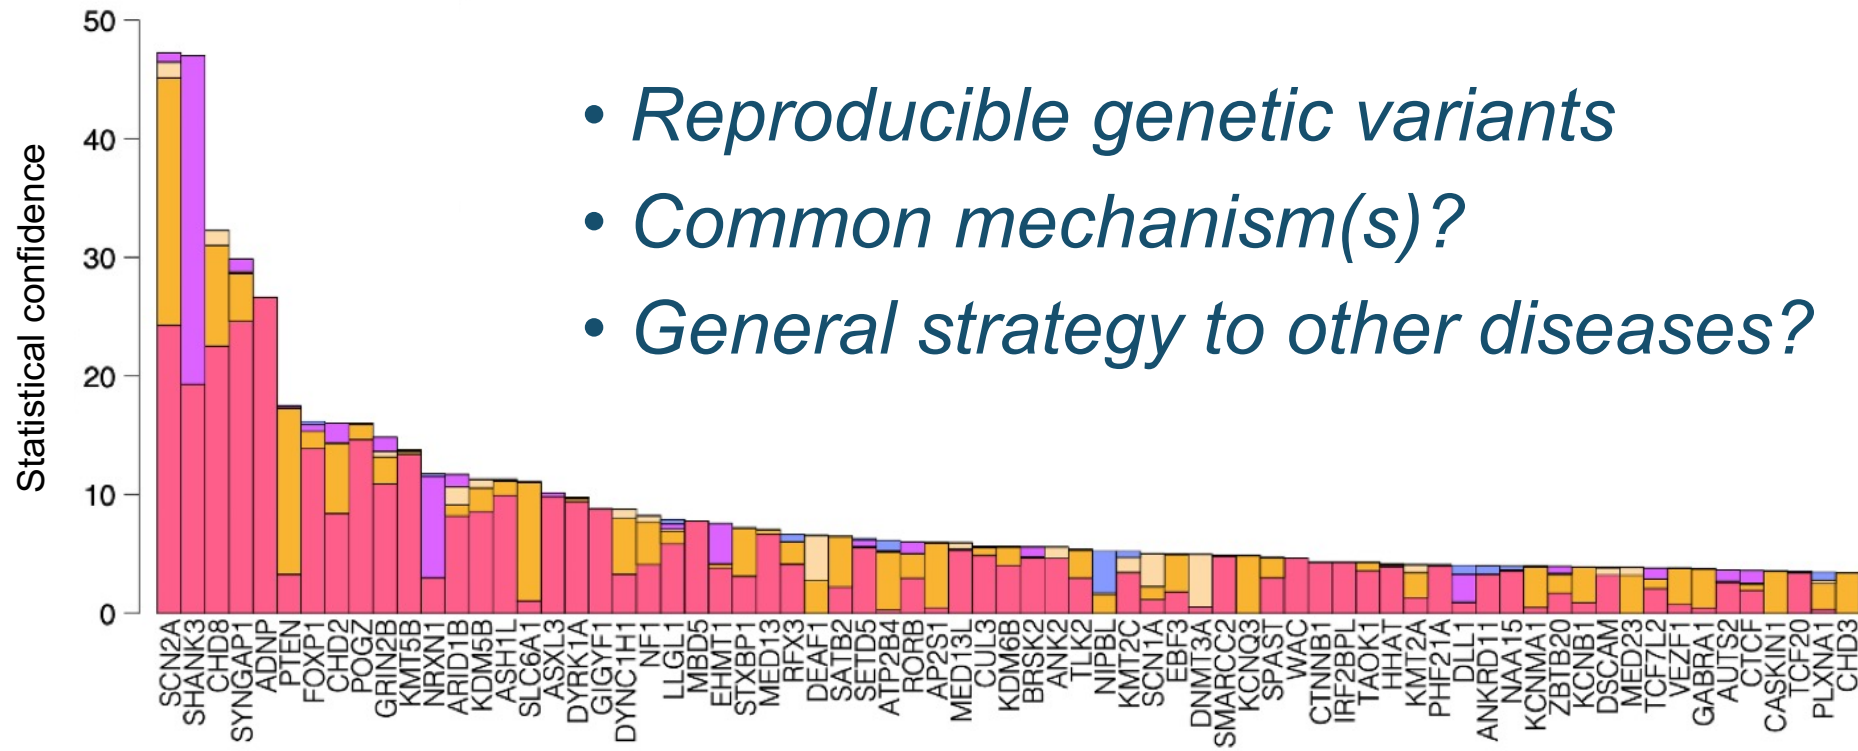 50
40
30
20
10
0
Statistical confidence
• Reproducible genetic variants
• Common mechanism(s)?
• General strategy to other diseases?
SCN2A
SHANK3
CHD8
SYNGAP1
ADNP
PTEN
FOXP1
CHD2
POGZ
GRIN2B
KMT5B
NRXN1
ARID1B
KDM5B
ASH1L
SLC6A1
ASXL3
DYRK1A
GIGYF1
DYNC1H1
NF1
LLGL1
MBD5
EHMT1
STXBP1
MED13
RFX3
DEAF1
SATB2
SETD5
ATP2B4
RORB
AP2S1
MED13L
CUL3
KDM6B
BRSK2
ANK2
TLK2
NIPBL
KMT2C
SCN1A
EBF3
DNMT3A
SMARCC2
KCNQ3
SPAST
WAC
CTNNB1
IRF2BPL
TAOK1
HHAT
KMT2A
PHF21A
DLL1
ANKRD11
NAA15
KCNMA1
ZBTB20
KCNB1
DSCAM
MED23
TCF7L2
VEZF1
GABRA1
AUTS2
CTCF
CASKIN1
TCF20
PLXNA1
CHD3